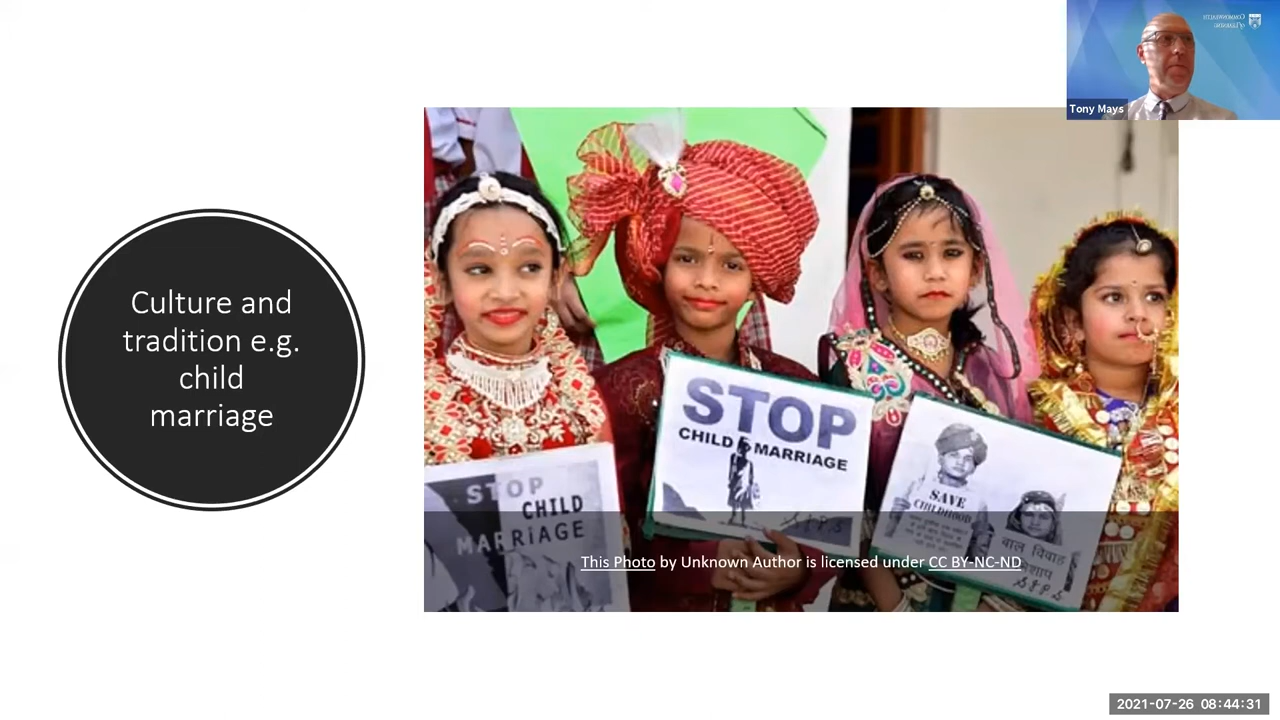 Tony Mays
Culture and
tradition e.g.
child
marriage
STOP
CHILD
MARRiAGE
STOP
CHILD MARRIAGE
SAVE
CHILDHOOD
बाल विवाह
This Photo by Unknown Author is licensed under CC BY-NC-ND
2021-07-26 08:44:31